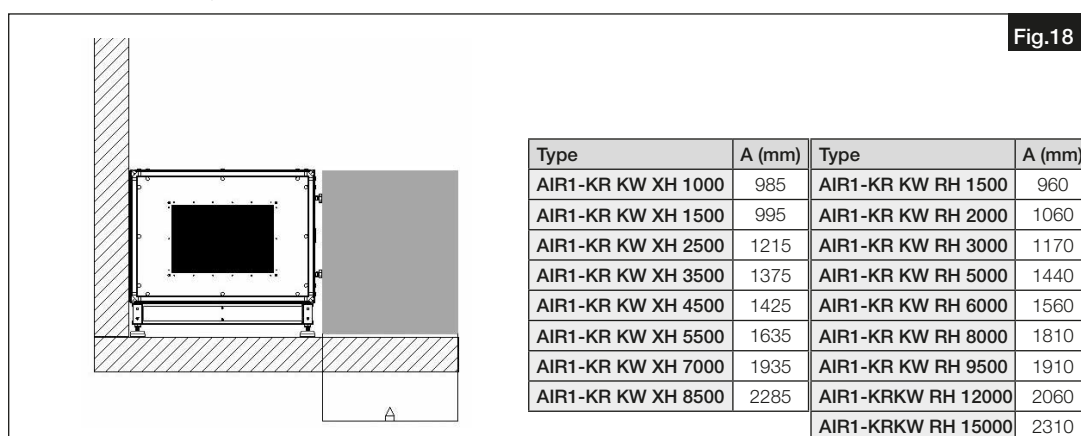 Fig.18
Type A (mm) Type A (mm)
AIR1-KR KW XH 1000 985 AIR1-KR KW RH 1500 960
AIR1-KR KW XH 1500 995 AIR1-KR KW RH 2000 1060
AIR1-KR KW XH 2500 1215 AIR1-KR KW RH 3000 1170
AIR1-KR KW XH 3500 1375 AIR1-KR KW RH 5000 1440
AIR1-KR KW XH 4500 1425 AIR1-KR KW RH 6000 1560
AIR1-KR KW XH 5500 1635 AIR1-KR KW RH 8000 1810
AIR1-KR KW XH 7000 1935 AIR1-KR KW RH 9500 1910
AIR1-KR KW XH 8500 2285 AIR1-KRKW RH 12000 2060
AIR1-KRKW RH 15000 2310
A